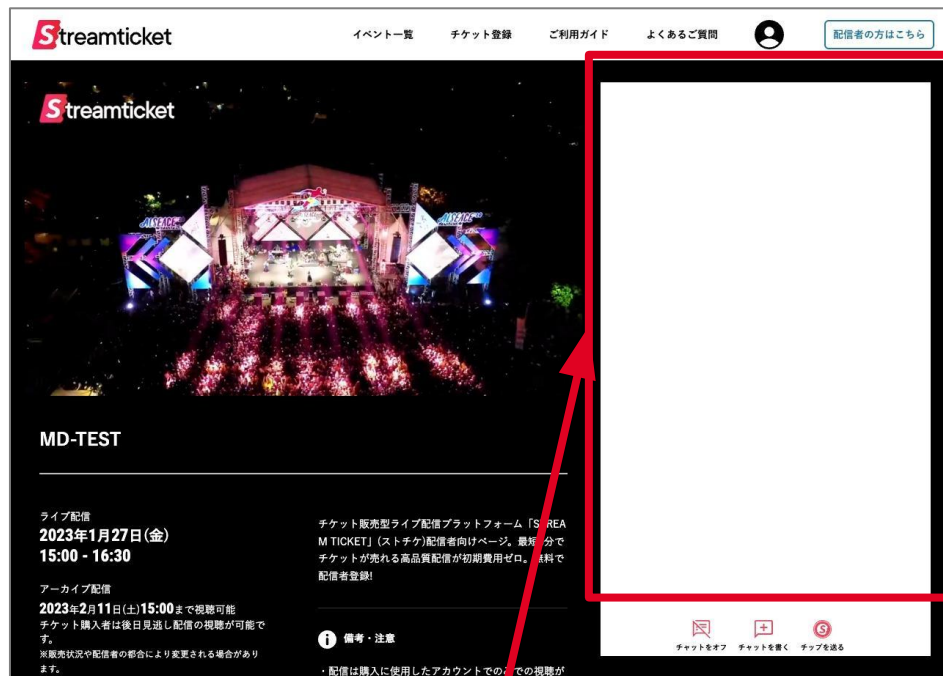 Streamticket
イベント一覧 チケット登録 ご利用ガイド よくあるご質問 配信者の方はこちら
Streamticket
MD-TEST
ライブ配信
2023年1月27日(金)
15:00 - 16:30
アーカイブ配信
2023年2月11日(土)15:00まで視聴可能
チケット購入者は後日見逃し配信の視聴が可能で
す。
※販売状況や配信者の都合により変更される場合があり
ます。
チケット販売型ライブ配信プラットフォーム「S REA
M TICKET」(ストチケ)配信者向けページ。最短 分で
チケットが売れる高品質配信が初期費用ゼロ。無料で
配信者登録!
備考・注意
・配信は購入に使用したアカウントでの での視聴が
チャットをオフ チャットを書く チップを送る